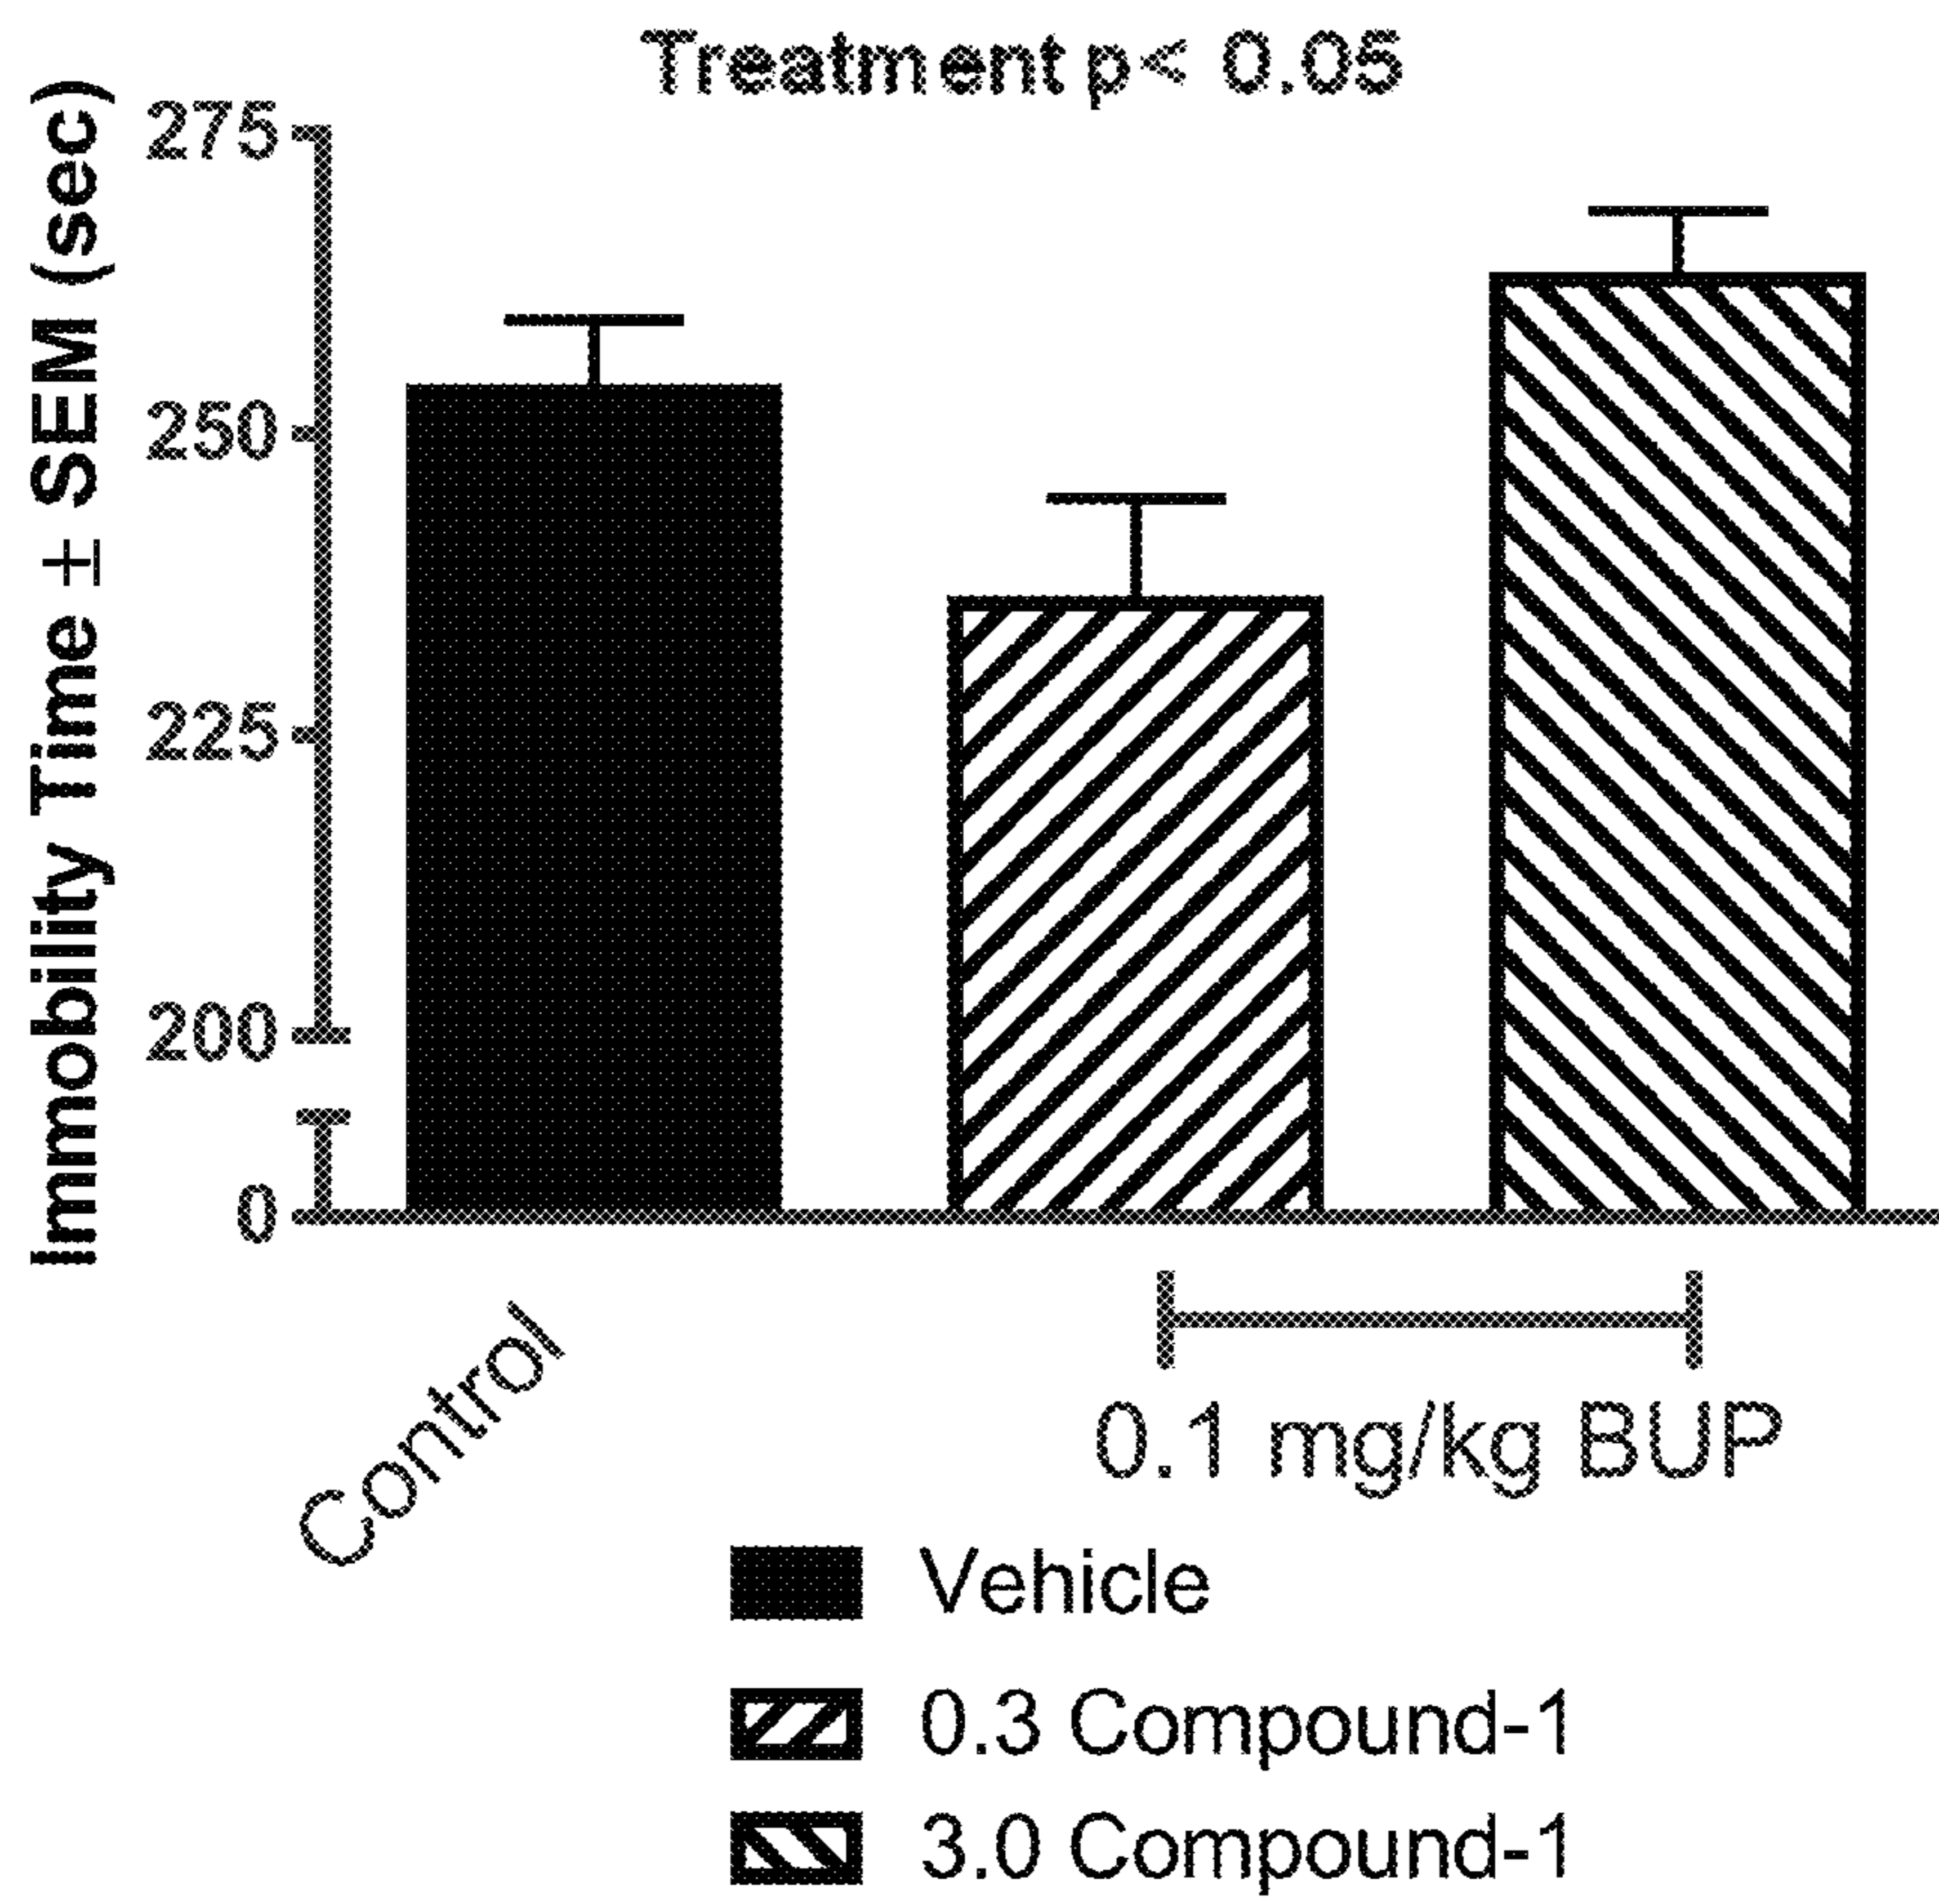 Treatment p< 0.05
Immobility Time ± SEM (sec)
275
250
225
200
0
Control
0.1 mg/kg BUP
Vehicle
0.3 Compound-1
3.0 Compound-1